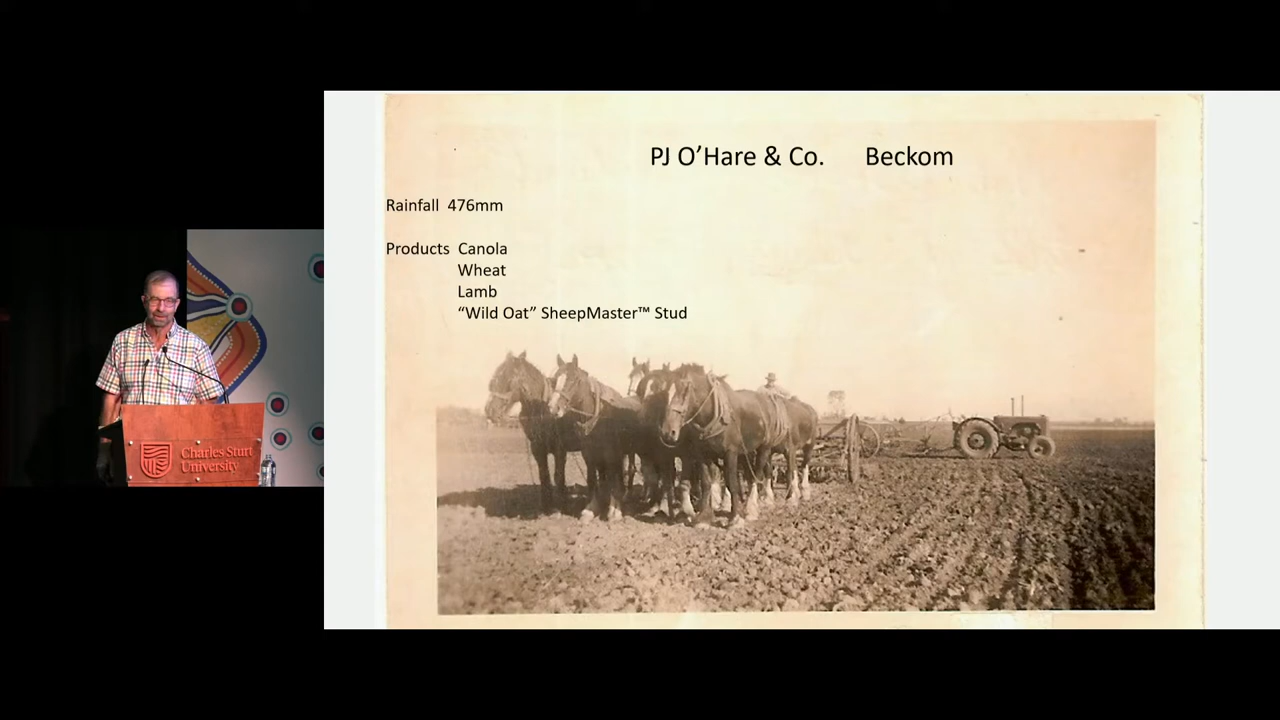 PJ O’Hare & Co. Beckom
Rainfall 476mm
Products Canola
Wheat
Lamb
“Wild Oat” SheepMaster™ Stud
Charles Sturt
University